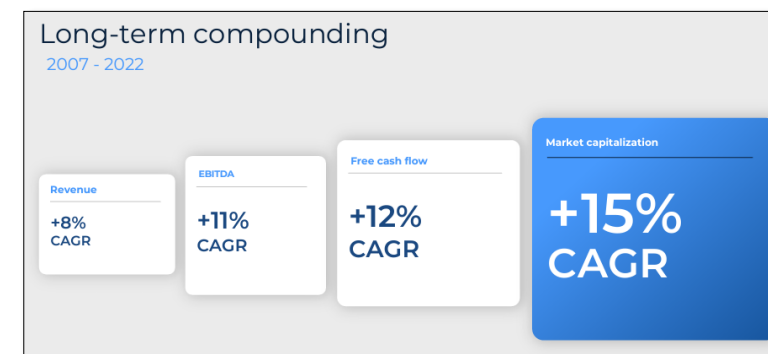 Long-term compounding
2007 - 2022
Revenue
+8%
CAGR
EBITDA
+11%
CAGR
Free cash flow
+12%
CAGR
Market capitalization
+15%
CAGR